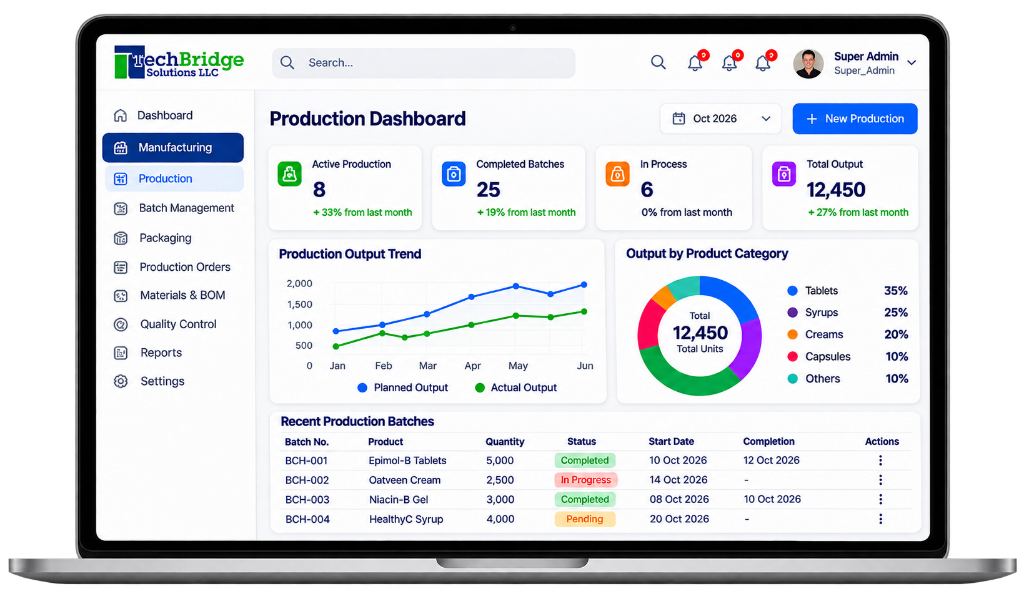 TechBridge
Solutions LLC
Search...
Super Admin
Super_Admin
Dashboard
Manufacturing
Production
Batch Management
Packaging
Production Orders
Materials & BOM
Quality Control
Reports
Settings
Production Dashboard
Oct 2026
+ New Production
Active Production
8
+ 33% from last month
Completed Batches
25
+ 19% from last month
In Process
6
0% from last month
Total Output
12,450
+ 27% from last month
Production Output Trend
2,000
1,500
1,000
500
0
Jan Feb Mar Apr May Jun
Planned Output Actual Output
Output by Product Category
Total
12,450
Total Units
Tablets 35%
Syrups 25%
Creams 20%
Capsules 10%
Others 10%
Recent Production Batches
Batch No. Product Quantity Status Start Date Completion Actions
BCH-001 Epimol-B Tablets 5,000 Completed 10 Oct 2026 12 Oct 2026
BCH-002 Oatveen Cream 2,500 In Progress 14 Oct 2026 -
BCH-003 Niacin-B Gel 3,000 Completed 08 Oct 2026 10 Oct 2026
BCH-004 HealthyC Syrup 4,000 Pending 20 Oct 2026 -